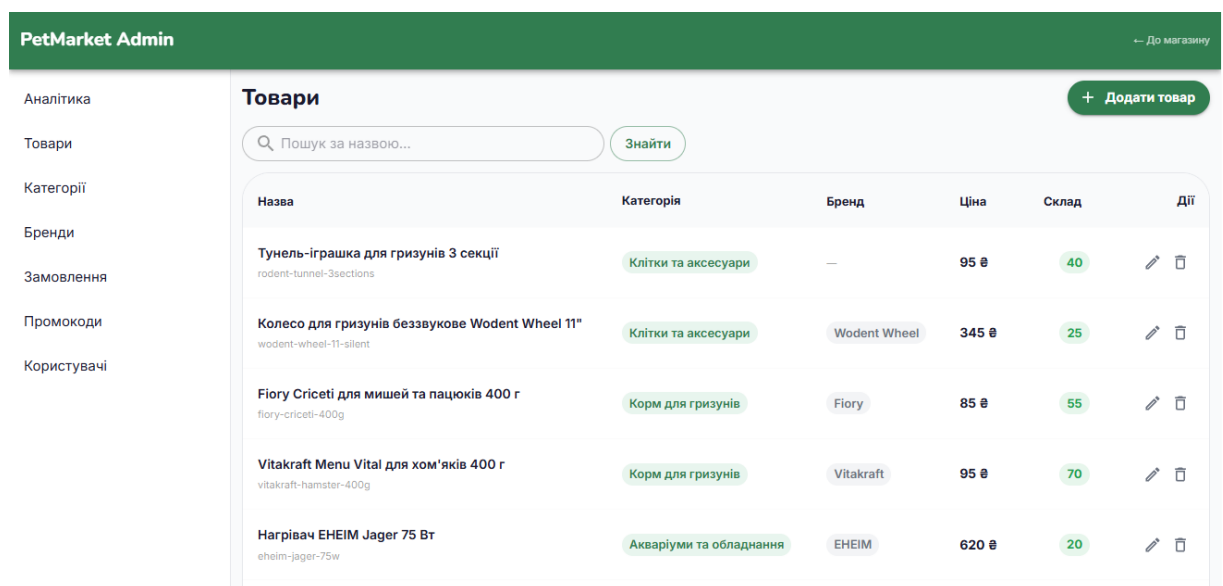 PetMarket Admin
← До магазину
Аналітика
Товари
Категорії
Бренди
Замовлення
Промокоди
Користувачі
Товари
+ Додати товар
Пошук за назвою...
Знайти
Назва Категорія Бренд Ціна Склад Дії
Тунель-іграшка для гризунів 3 секції
rodent-tunnel-3sections
Клітки та аксесуари — 95 ₴ 40
Колесо для гризунів беззвукове Wodent Wheel 11"
wodent-wheel-11-silent
Клітки та аксесуари Wodent Wheel 345 ₴ 25
Fiory Criceti для мишей та пацюків 400 г
fiory-criceti-400g
Корм для гризунів Fiory 85 ₴ 55
Vitakraft Menu Vital для хом'яків 400 г
vitakraft-hamster-400g
Корм для гризунів Vitakraft 95 ₴ 70
Нагрівач EHEIM Jager 75 Вт
eheim-jager-75w
Акваріуми та обладнання EHEIM 620 ₴ 20